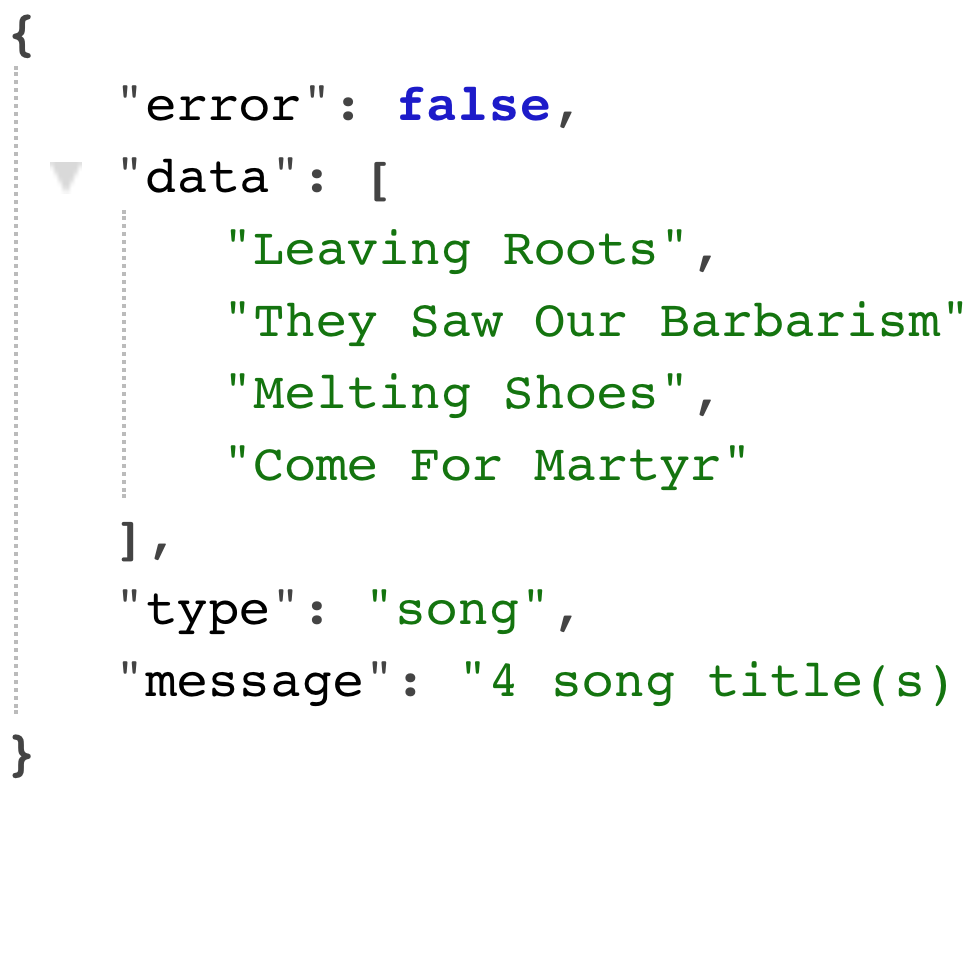 {
"error": false,
"data": [
"Leaving Roots",
"They Saw Our Barbarism"
"Melting Shoes",
"Come For Martyr"
],
"type": "song",
"message": "4 song title(s)
}